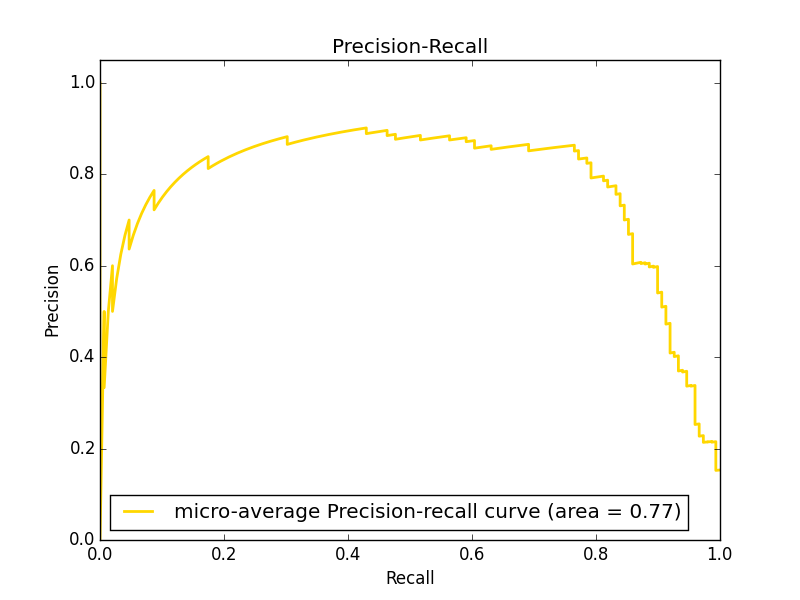 Precision-Recall
1.0
0.8
0.6
0.4
0.2
0.0
Precision
micro-average Precision-recall curve (area = 0.77)
0.0 0.2 0.4 0.6 0.8 1.0
Recall